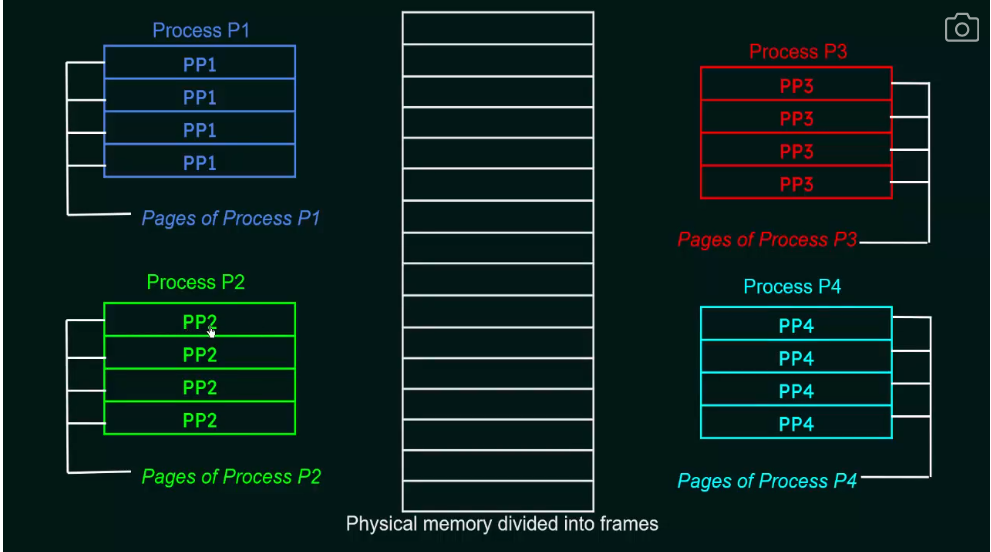 Process P1
PP1
PP1
PP1
PP1
Pages of Process P1
Process P2
PP2
PP2
PP2
PP2
Pages of Process P2
Physical memory divided into frames
Process P3
PP3
PP3
PP3
PP3
Pages of Process P3
Process P4
PP4
PP4
PP4
PP4
Pages of Process P4